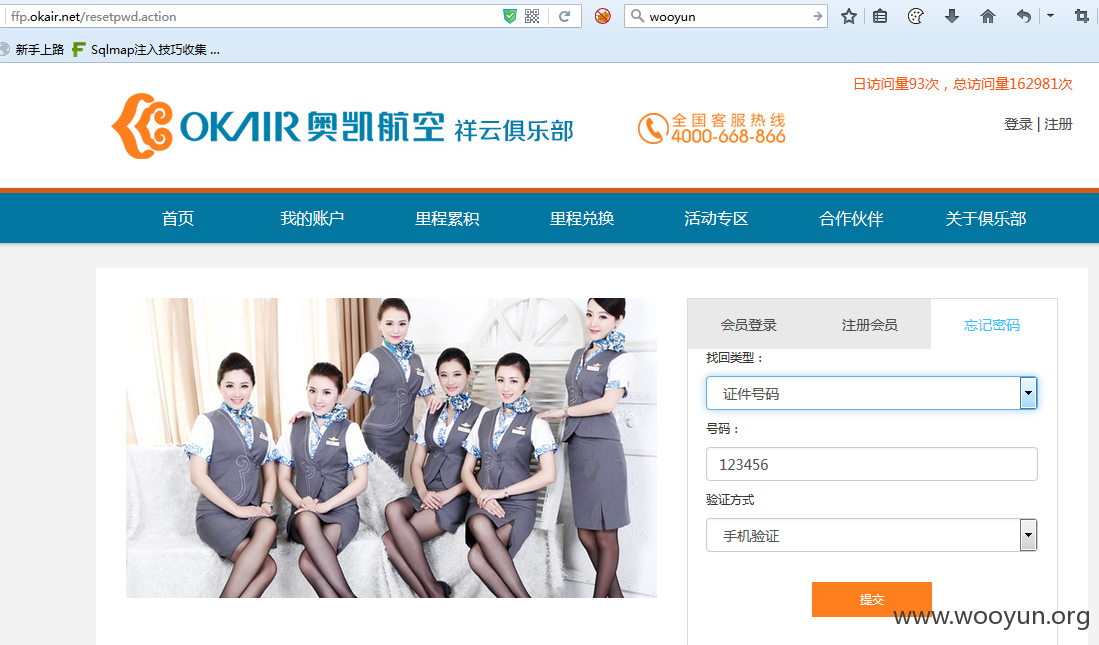 ffp.okair.net/resetpwd.action
wooyun
新手上路 Sqlmap注入技巧收集 ...
日访问量93次，总访问量162981次
OKAIR 奥凯航空 祥云俱乐部
全国客服热线
4000-668-866
登录 | 注册
首页 我的账户 里程累积 里程兑换 活动专区 合作伙伴 关于俱乐部
会员登录 注册会员 忘记密码
找回类型：
证件号码
号码：
123456
验证方式
手机验证
提交
www.wooyun.org